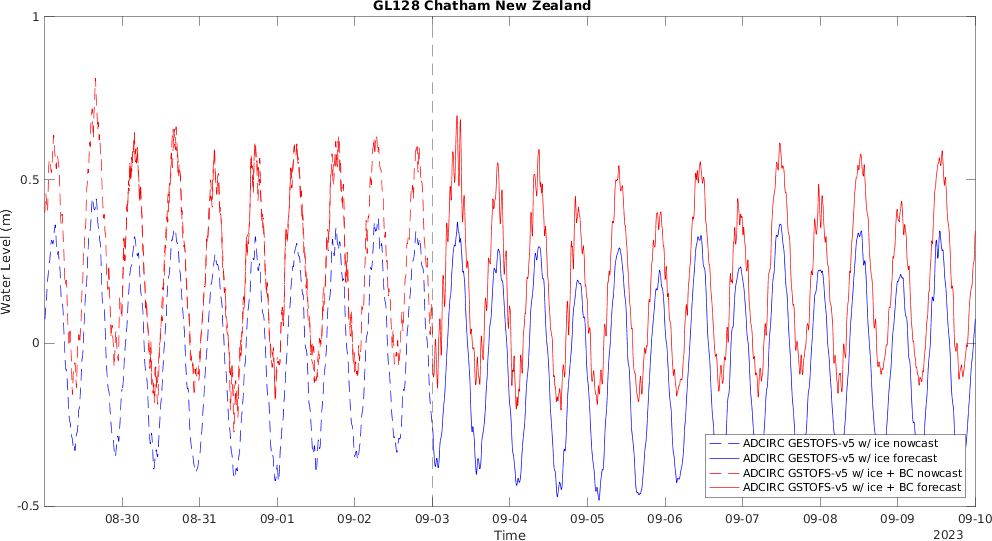 GL128 Chatham New Zealand
Water Level (m)
1
0.5
0
-0.5
ADCIRC GESTOFS-v5 w/ ice nowcast
ADCIRC GESTOFS-v5 w/ ice forecast
ADCIRC GSTOFS-v5 w/ ice + BC nowcast
ADCIRC GSTOFS-v5 w/ ice + BC forecast
08-30 08-31 09-01 09-02 09-03 09-04 09-05 09-06 09-07 09-08 09-09 09-10
Time
2023